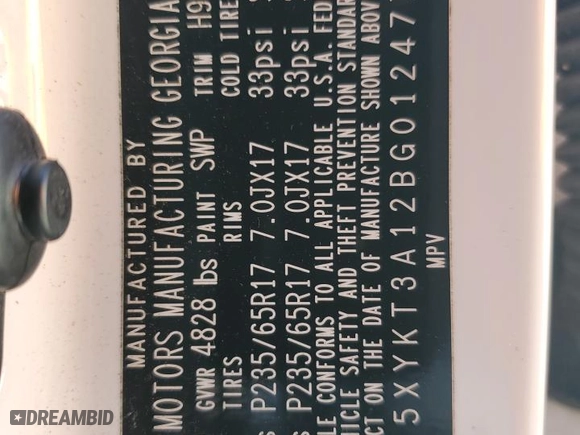 MANUFACTURED BY
MOTORS MANUFACTURING GEORGIA
GVWR 4828 lbs PAINT SWP TRIM H9
TIRES RIMS COLD TIRE
P235/65R17 7.0JX17 33psi
P235/65R17 7.0JX17 33psi
LE CONFORMS TO ALL APPLICABLE U.S.A. FED
HICLE SAFETY AND THEFT PREVENTION STANDAR
CT ON THE DATE OF MANUFACTURE SHOWN ABOV
5XYKT3A12BG01247
MPV
DREAMBID